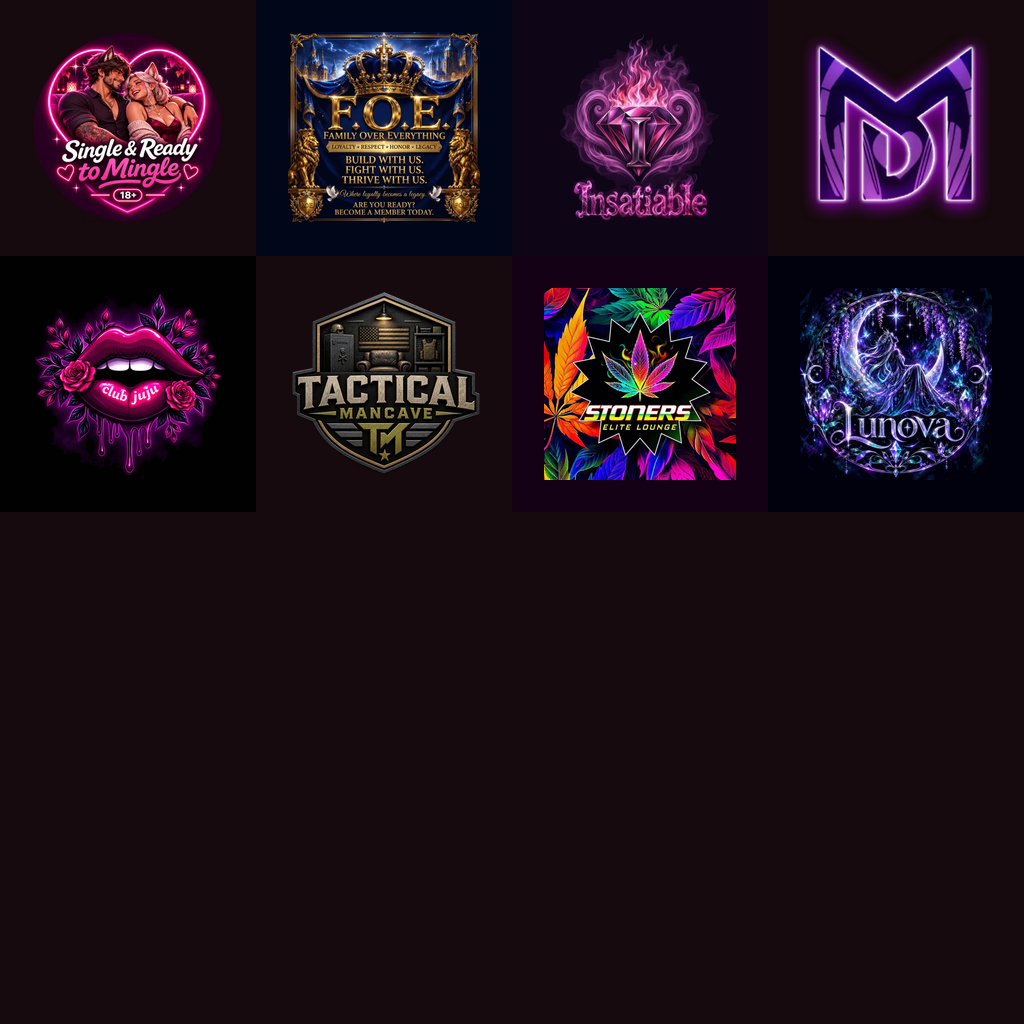 Single & Ready
to Mingle
18+
F.O.E.
FAMILY OVER EVERYTHING
LOYALTY • RESPECT • HONOR • LEGACY
BUILD WITH US.
FIGHT WITH US.
THRIVE WITH US.
Where loyalty becomes a legacy.
ARE YOU READY?
BECOME A MEMBER TODAY.
I
Insatiable
MD
club juju
TACTICAL
MANCAVE
TM
STONERS
ELITE LOUNGE
Lunova